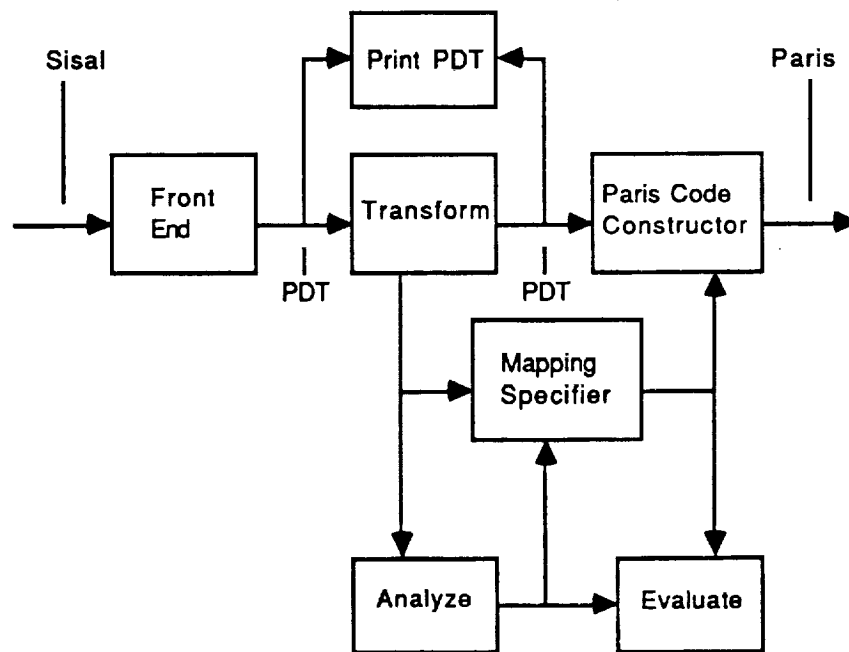 Sisal
Print PDT
Paris
Front
End
Transform
Paris Code
Constructor
PDT
PDT
Mapping
Specifier
Analyze
Evaluate